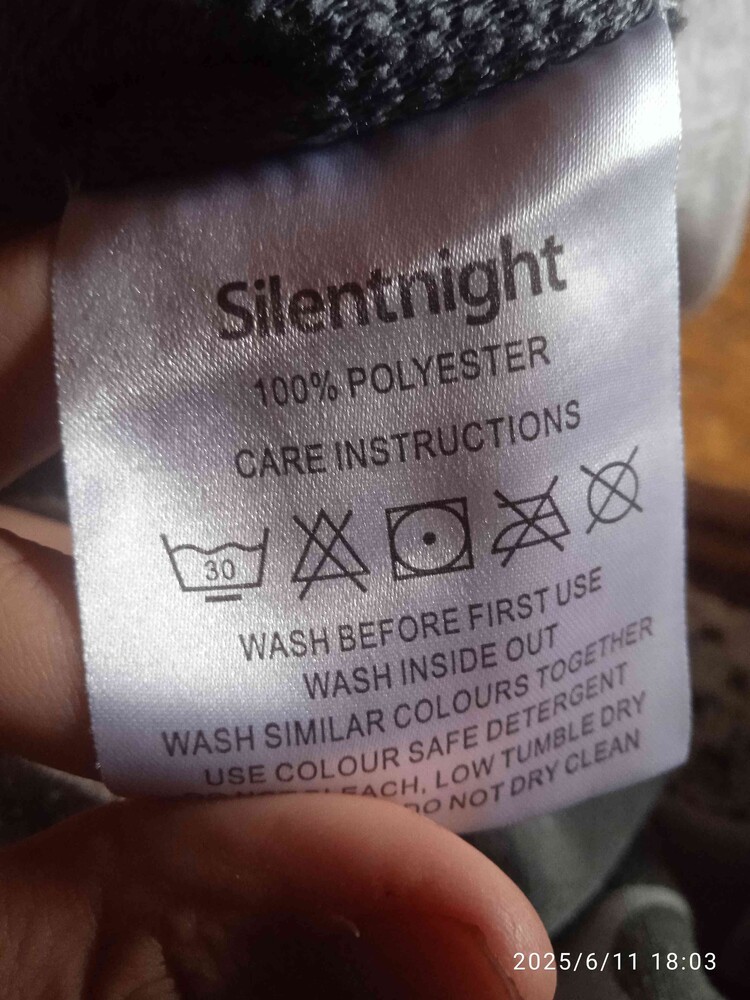 Silentnight
100% POLYESTER
CARE INSTRUCTIONS
30
WASH BEFORE FIRST USE
WASH INSIDE OUT
WASH SIMILAR COLOURS TOGETHER
USE COLOUR SAFE DETERGENT
LOW TUMBLE DRY
DO NOT DRY CLEAN
2025/6/11 18:03